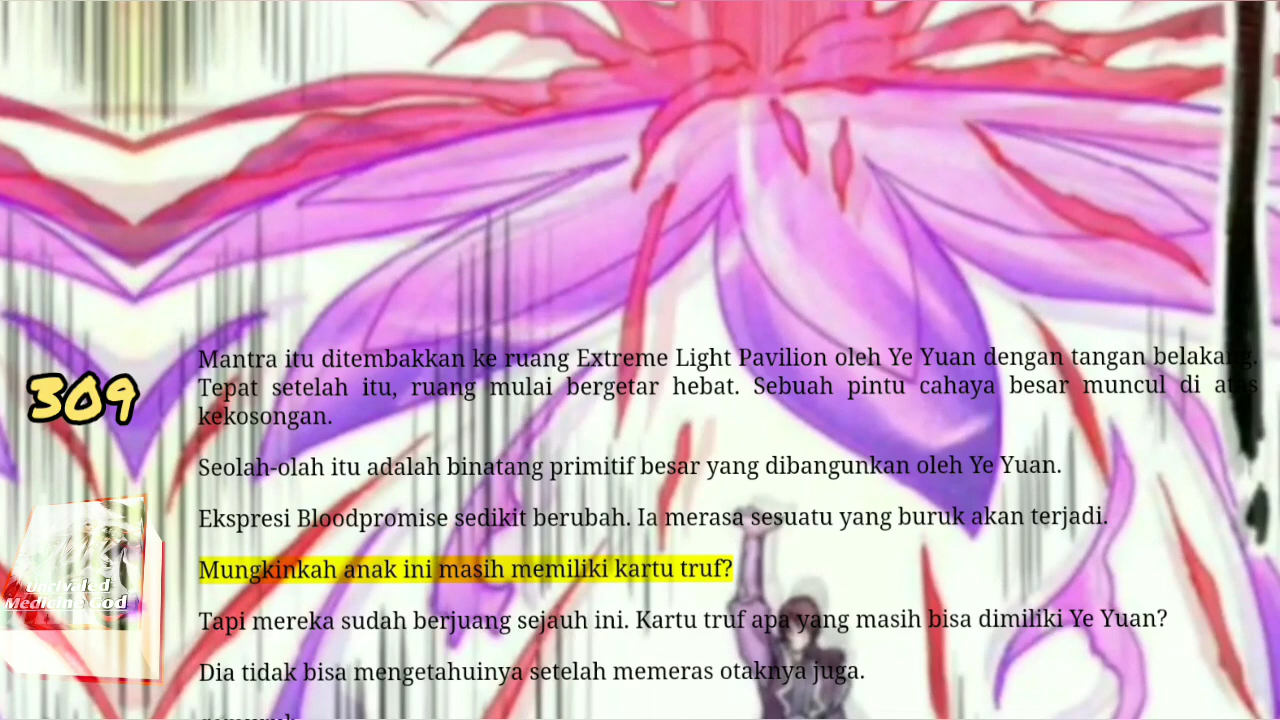 Mantra itu ditembakkan ke ruang Extreme Light Pavilion oleh Ye Yuan dengan tangan belakang.
Tepat setelah itu, ruang mulai bergetar hebat. Sebuah pintu cahaya besar muncul di atas
kekosongan.
309
Seolah-olah itu adalah binatang primitif besar yang dibangunkan oleh Ye Yuan.
Ekspresi Bloodpromise sedikit berubah. Ia merasa sesuatu yang buruk akan terjadi.
Mungkinkah anak ini masih memiliki kartu truf?
Unrivaled
Medicine God
Tapi mereka sudah berjuang sejauh ini. Kartu truf apa yang masih bisa dimiliki Ye Yuan?
Dia tidak bisa mengetahuinya setelah memeras otaknya juga.